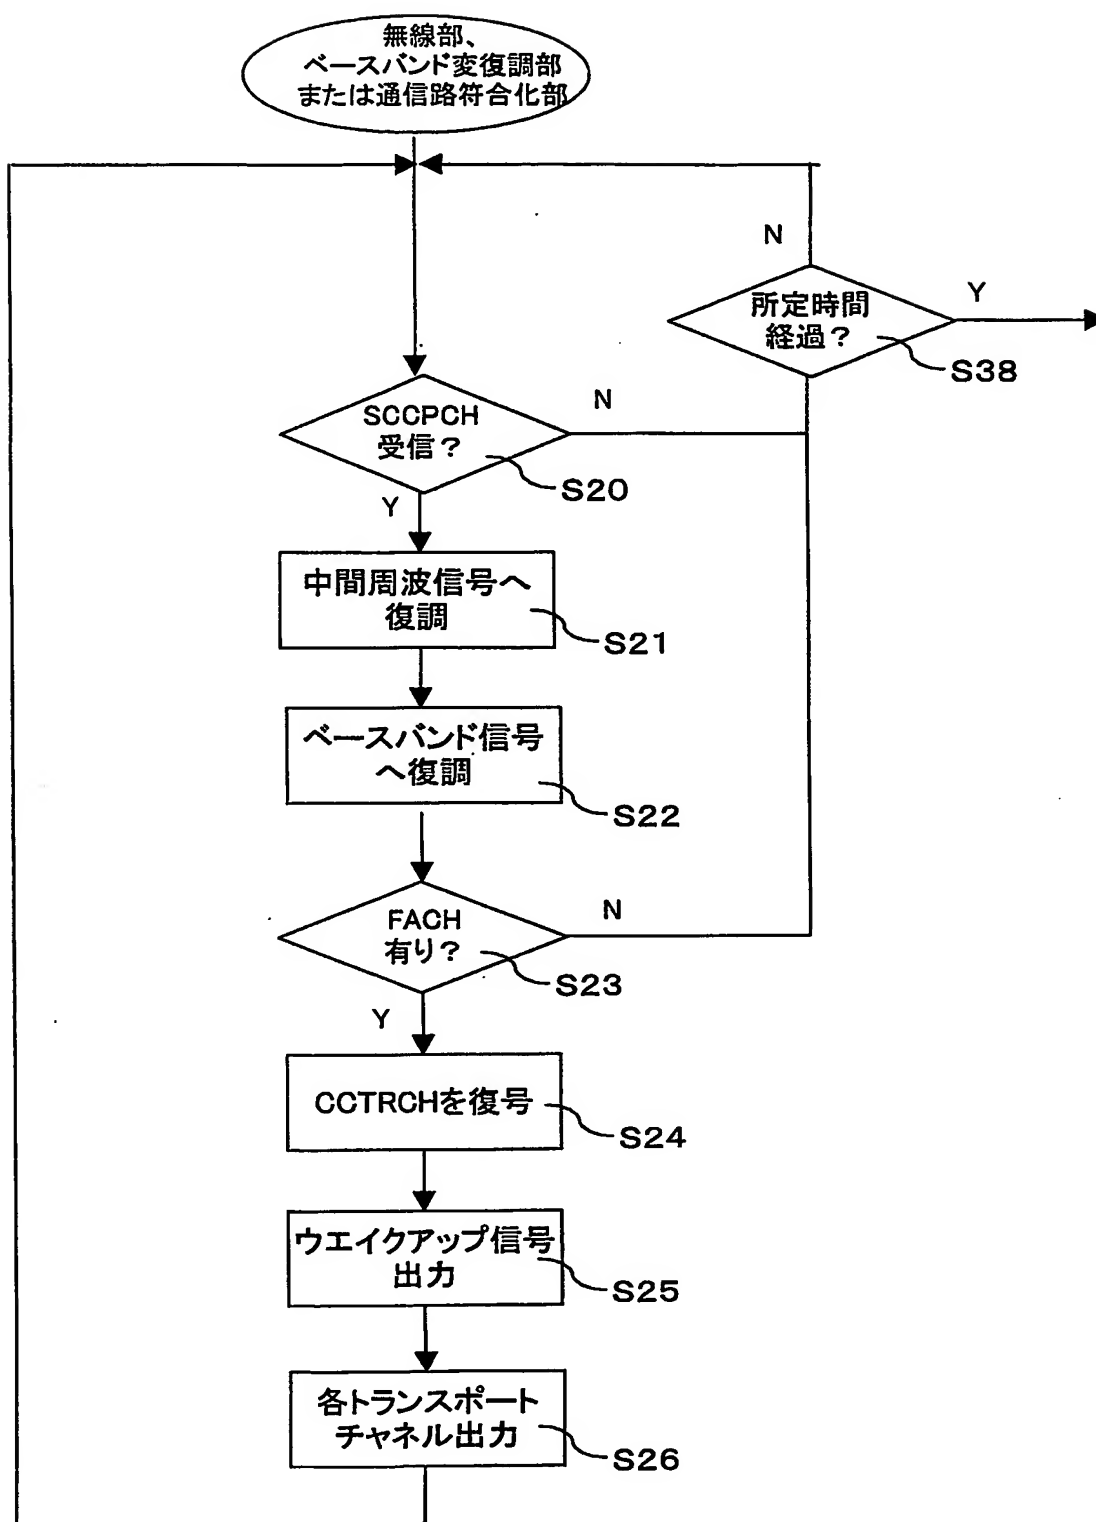 無線部、
ベースバンド変復調部
または通信路符合化部
N
所定時間
経過？
Y
S38
SCCPCH
受信？
N
S20
Y
中間周波信号へ
復調
S21
ベースバンド信号
へ復調
S22
FACH
有り？
N
S23
Y
CCTRCHを復号
S24
ウエイクアップ信号
出力
S25
各トランスポート
チャネル出力
S26